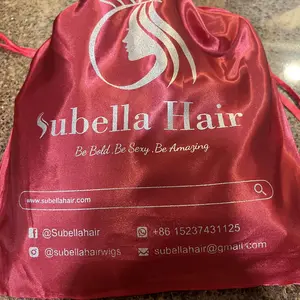 Subella Hair
Be Bold .Be Sexy .Be Amazing
www.subellahair.com
@Subellahair +86 15237431125
@subellahairwigs subellahair@gmail.com